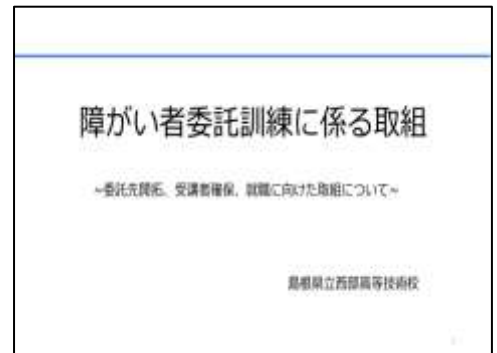 障がい者委託訓練に係る取組
~委託先開拓、受講者確保、就職に向けた取組について~
島根県立西部高等技術校